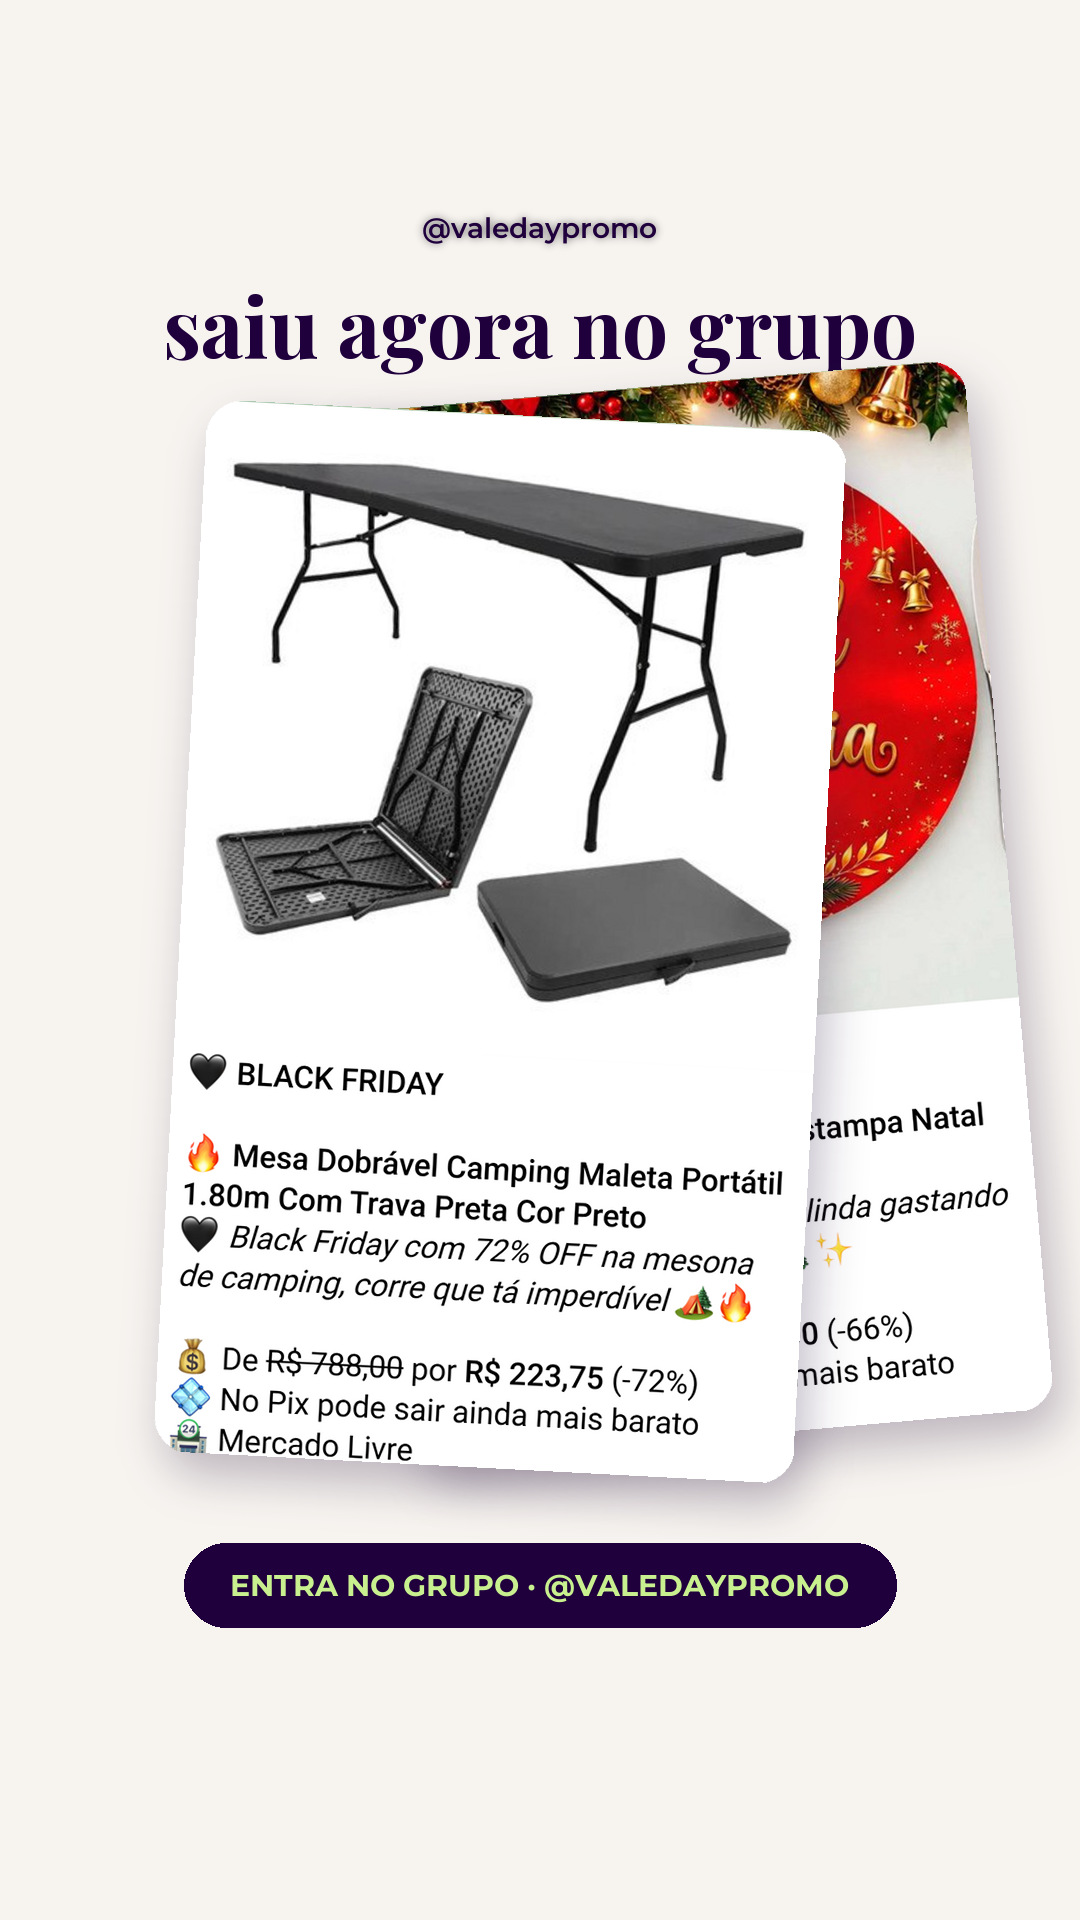 @valedaypromo
saiu agora no grupo
🖤 BLACK FRIDAY
🔥 Mesa Dobrável Camping Maleta Portátil
1.80m Com Trava Preta Cor Preto
🖤 Black Friday com 72% OFF na mesona
de camping, corre que tá imperdível 🏕️🔥
💰 De R$ 788,00 por R$ 223,75 (-72%)
💠 No Pix pode sair ainda mais barato
🏪 Mercado Livre
stampa Natal
linda gastando
✨
0 (-66%)
mais barato
ENTRA NO GRUPO · @VALEDAYPROMO